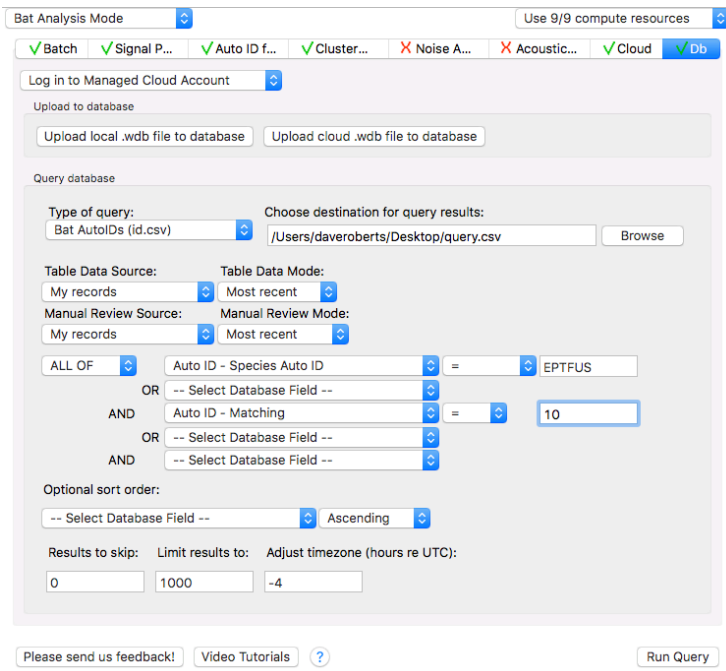 Bat Analysis Mode Use 9/9 compute resources
Batch Signal P... Auto ID f... Cluster... Noise A... Acoustic... Cloud Db
Log in to Managed Cloud Account
Upload to database
Upload local .wdb file to database Upload cloud .wdb file to database
Query database
Type of query: Choose destination for query results:
Bat AutoIDs (id.csv) /Users/daveroberts/Desktop/query.csv Browse
Table Data Source: Table Data Mode:
My records Most recent
Manual Review Source: Manual Review Mode:
My records Most recent
ALL OF Auto ID - Species Auto ID = EPTFUS
OR -- Select Database Field --
AND Auto ID - Matching = 10
OR -- Select Database Field --
AND -- Select Database Field --
Optional sort order:
-- Select Database Field -- Ascending
Results to skip: Limit results to: Adjust timezone (hours re UTC):
0 1000 -4
Please send us feedback! Video Tutorials ? Run Query